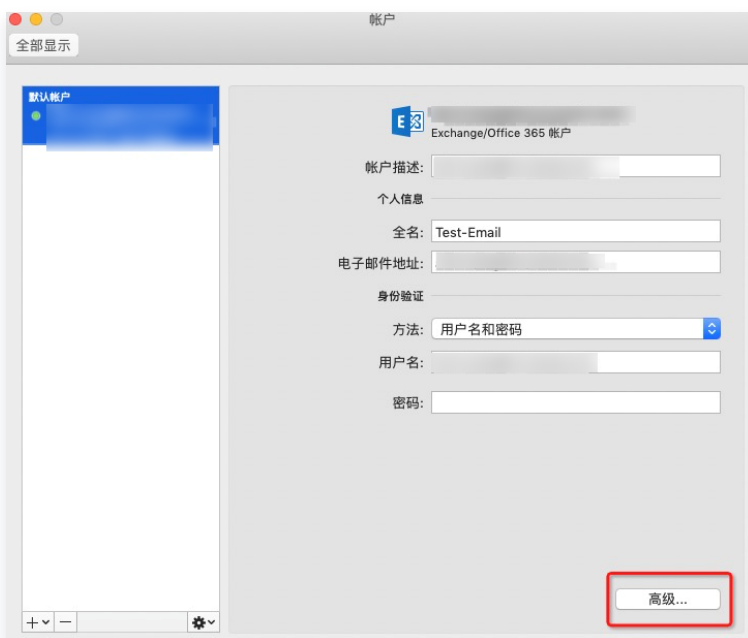 帐户
全部显示
默认帐户
Exchange/Office 365 帐户
帐户描述:
个人信息
全名: Test-Email
电子邮件地址:
身份验证
方法: 用户名和密码
用户名:
密码:
高级...